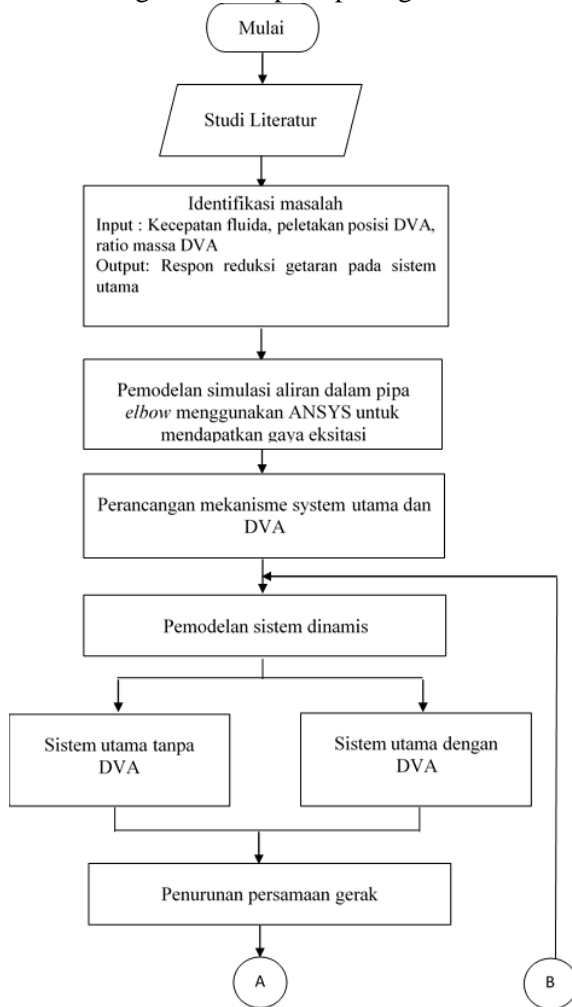 Mulai
Studi Literatur
Identifikasi masalah
Input : Kecepatan fluida, peletakan posisi DVA,
ratio massa DVA
Output: Respon reduksi getaran pada sistem
utama
Pemodelan simulasi aliran dalam pipa
elbow menggunakan ANSYS untuk
mendapatkan gaya eksitasi
Perancangan mekanisme system utama dan
DVA
Pemodelan sistem dinamis
Sistem utama tanpa
DVA
Sistem utama dengan
DVA
Penurunan persamaan gerak
A
B